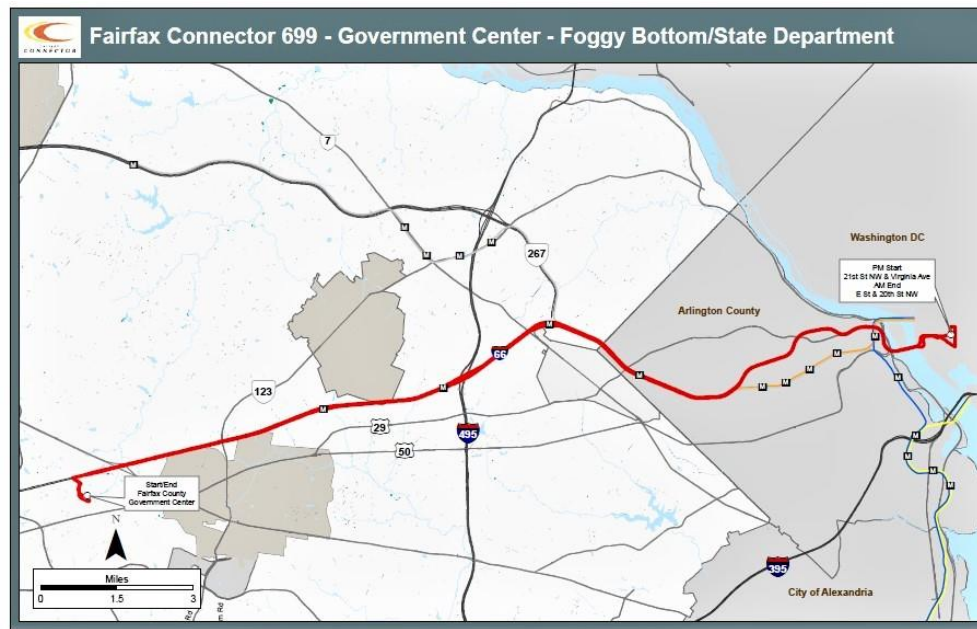 CONNECTOR
Fairfax Connector 699 - Government Center - Foggy Bottom/State Department
7
M
M
M
M
M
M
267
Washington DC
PM Start
21st St NW & Virginia Ave
AM End
E St & 20th St NW
Arlington County
M
M
66
M
M
M
M
M
M
M
M
123
M
29
495
50
M
M
M
Start/End
Fairfax County
Government Center
N
Miles
0 1.5 3
Rd
Rd
395
City of Alexandria